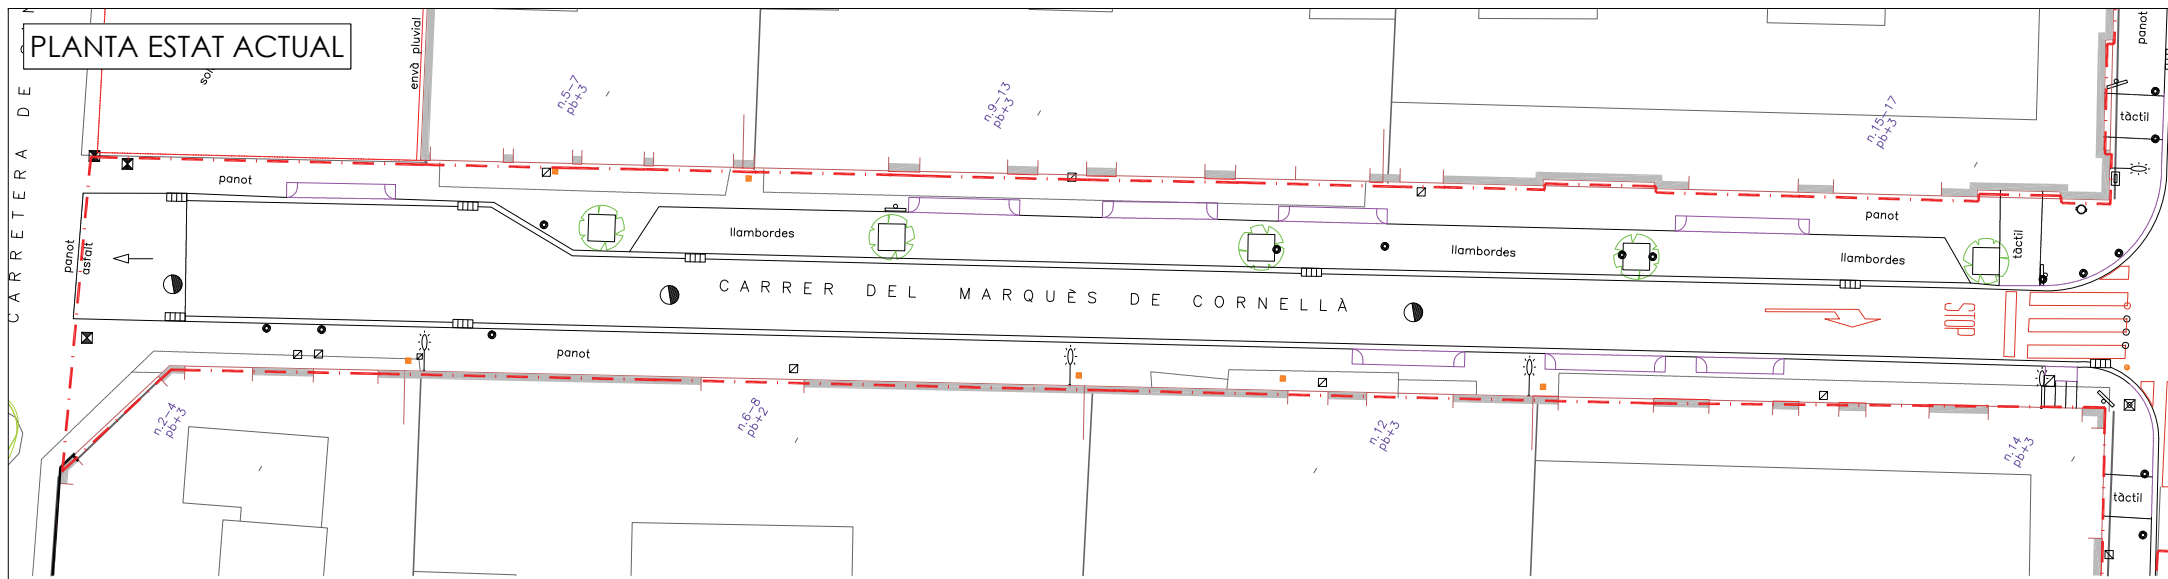 PLANTA ESTAT ACTUAL
envà pluvial
n.5-7
pb+3
n.9-13
pb+3
n.15-17
pb+3
panot
tàctil
CARRETERA DE
panot
panot
llambordes
llambordes
llambordes
tàctil
panot
asfalt
CARRER DEL MARQUÈS DE CORNELLÀ
STOP
panot
n.2-4
pb+3
n.6-8
pb+2
n.12
pb+3
n.14
pb+3
tàctil